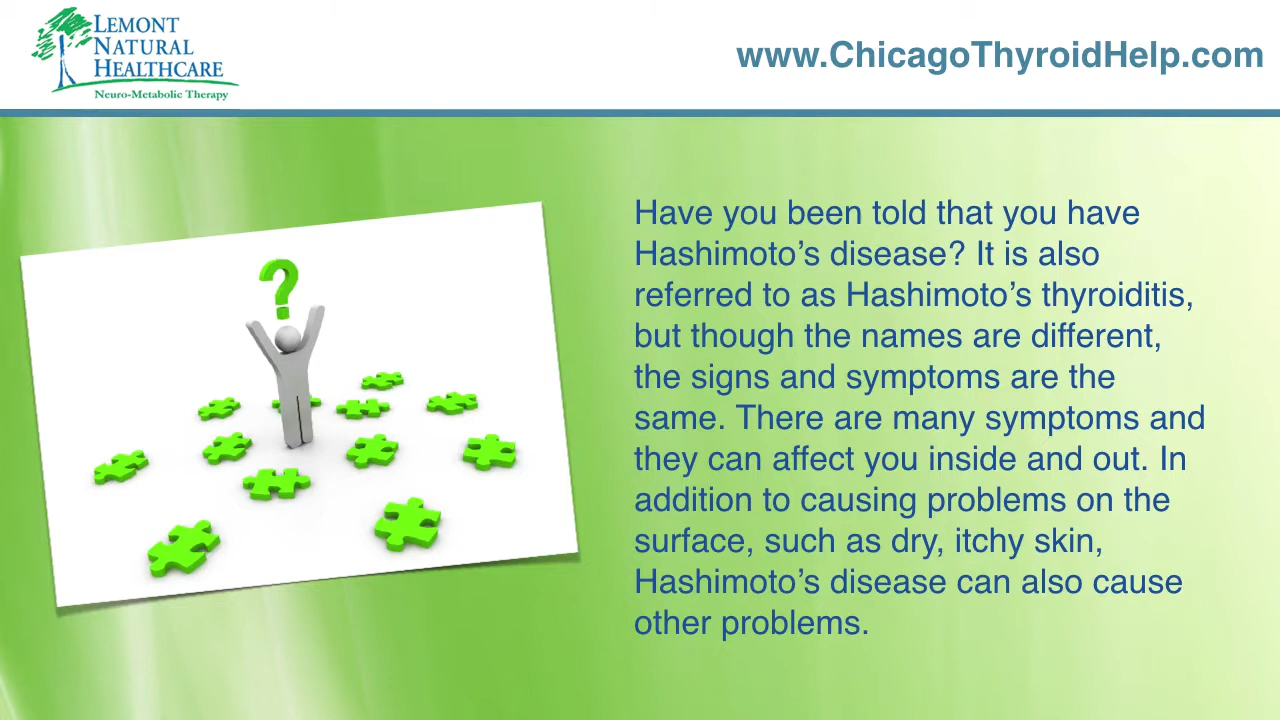 LEMONT
NATURAL
HEALTHCARE
Neuro-Metabolic Therapy
www.ChicagoThyroidHelp.com
?
Have you been told that you have
Hashimoto’s disease? It is also
referred to as Hashimoto’s thyroiditis,
but though the names are different,
the signs and symptoms are the
same. There are many symptoms and
they can affect you inside and out. In
addition to causing problems on the
surface, such as dry, itchy skin,
Hashimoto’s disease can also cause
other problems.